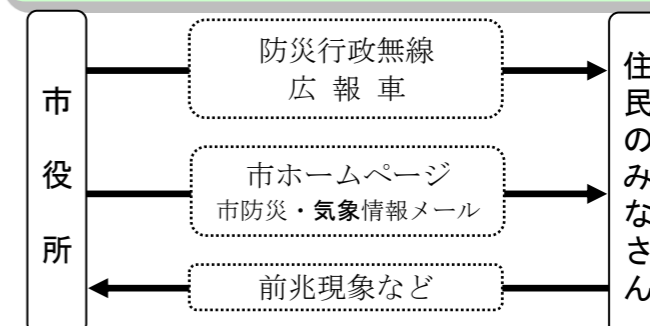 市役所
防災行政無線
広報車
市ホームページ
市防災・気象情報メール
前兆現象など
住民のみなさん